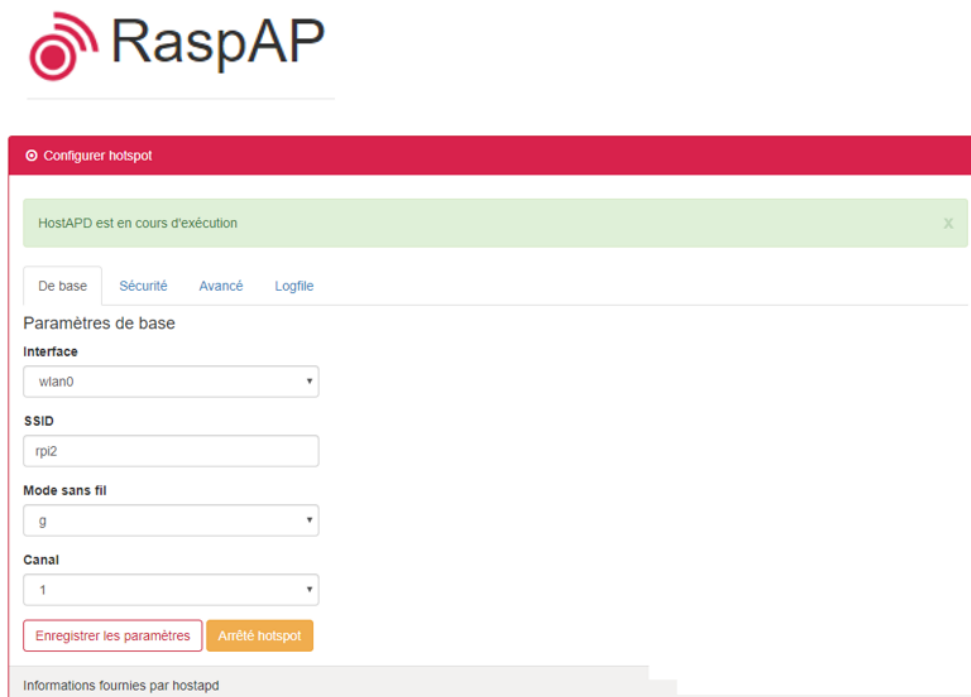 RaspAP
Configurer hotspot
HostAPD est en cours d'exécution
x
De base Sécurité Avancé Logfile
Paramètres de base
Interface
wlan0
SSID
rpi2
Mode sans fil
g
Canal
1
Enregistrer les paramètres Arrêté hotspot
Informations fournies par hostapd